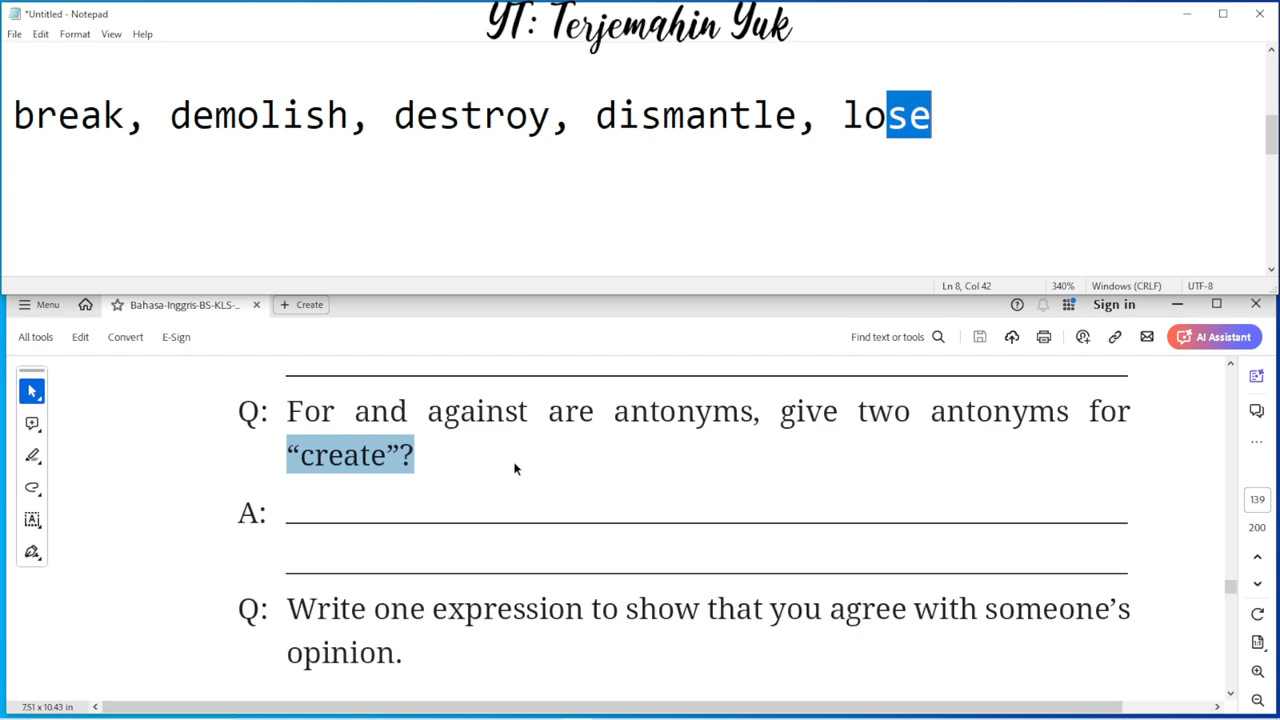 *Untitled - Notepad
YT: Terjemahin Yuk
File Edit Format View Help
break, demolish, destroy, dismantle, lose
Ln 8, Col 42 340% Windows (CRLF) UTF-8
Menu Bahasa-Inggris-BS-KLS-... Create Sign in
All tools Edit Convert E-Sign Find text or tools AI Assistant
Q: For and against are antonyms, give two antonyms for
“create”?
A:
139
200
Q: Write one expression to show that you agree with someone’s
opinion.
7.51 x 10.43 in